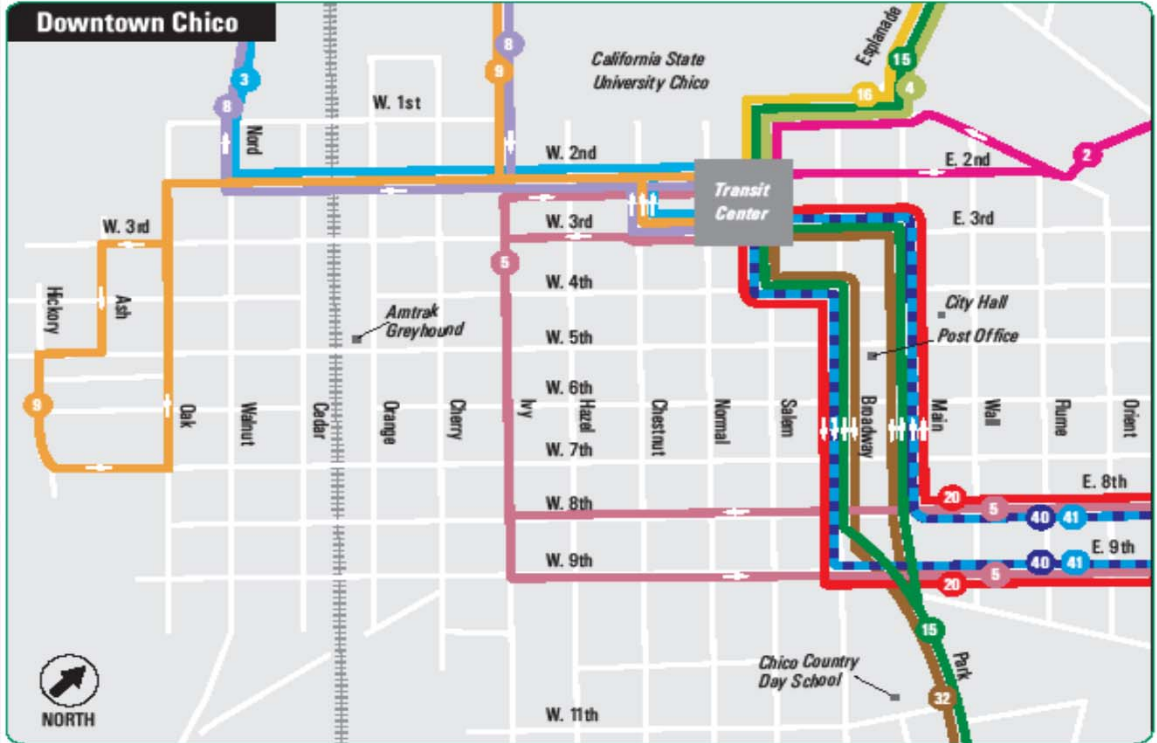 Downtown Chico
8
3
9
8
California State
University Chico
Esplanade
15
16
4
W. 1st
Nord
W. 2nd
E. 2nd
2
Transit
Center
W. 3rd
W. 3rd
E. 3rd
5
W. 4th
Hickory
Ash
Amtrak
Greyhound
City Hall
Post Office
W. 5th
W. 6th
9
Oak
Walnut
Cedar
Orange
Cherry
Ivy
Hazel
Chestnut
Normal
Salem
Broadway
Main
Wall
Flume
Orient
W. 7th
E. 8th
20
5
40
41
W. 8th
E. 9th
W. 9th
40
41
20
5
15
Park
Chico Country
Day School
32
NORTH
W. 11th